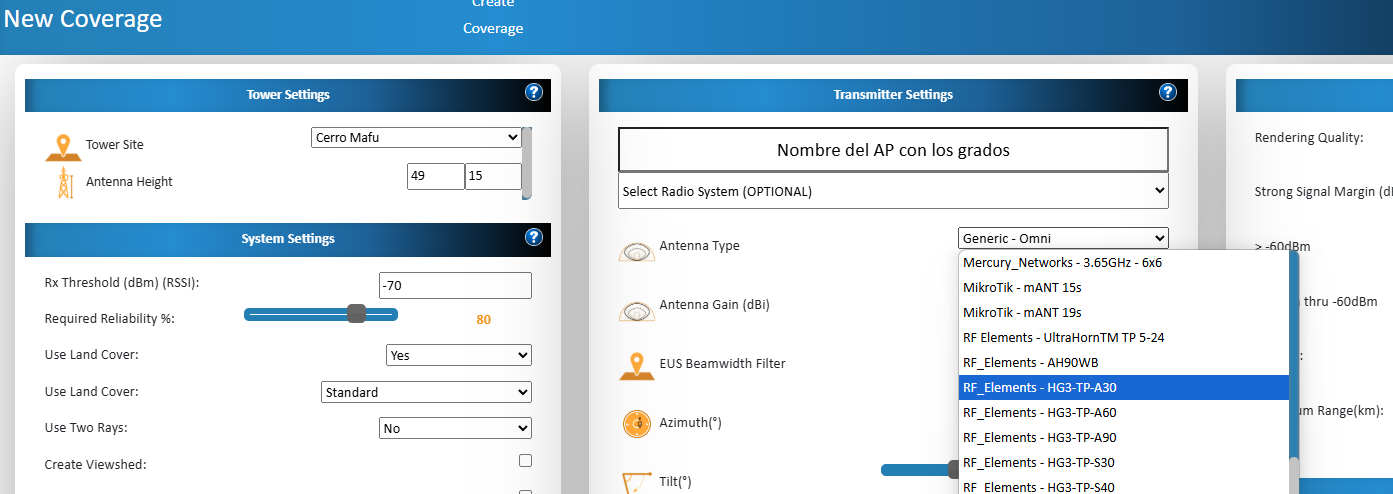 New Coverage
Create
Coverage
Tower Settings
Tower Site
Cerro Mafu
Antenna Height
49
15
System Settings
Rx Threshold (dBm) (RSSI):
-70
Required Reliability %:
80
Use Land Cover:
Yes
Use Land Cover:
Standard
Use Two Rays:
No
Create Viewshed:
Transmitter Settings
Nombre del AP con los grados
Select Radio System (OPTIONAL)
Antenna Type
Generic - Omni
Antenna Gain (dBi)
EUS Beamwidth Filter
Azimuth(°)
Tilt(°)
Mercury_Networks - 3.65GHz - 6x6
MikroTik - mANT 15s
MikroTik - mANT 19s
RF Elements - UltraHornTM TP 5-24
RF_Elements - AH90WB
RF_Elements - HG3-TP-A30
RF_Elements - HG3-TP-A60
RF_Elements - HG3-TP-A90
RF_Elements - HG3-TP-S30
RF_Elements - HG3-TP-S40
Rendering Quality:
Strong Signal Margin (d
> -60dBm
thru -60dBm
um Range(km):